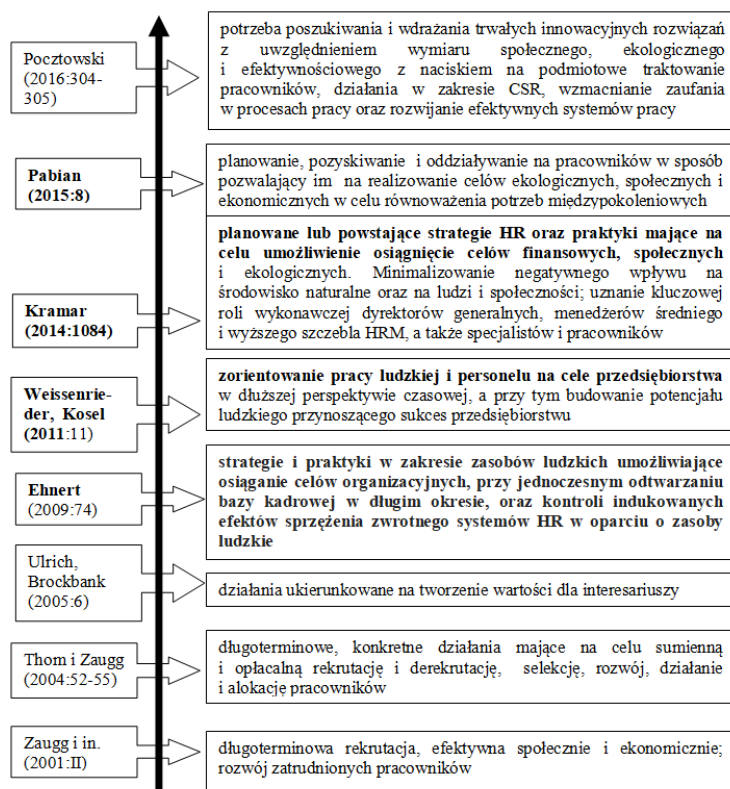 Pocztowski
(2016:304-
305)
potrzeba poszukiwania i wdrażania trwałych innowacyjnych rozwiązań
z uwzględnieniem wymiaru społecznego, ekologicznego
i efektywnościowego z naciskiem na podmiotowe traktowanie
pracowników, działania w zakresie CSR, wzmacnianie zaufania
w procesach pracy oraz rozwijanie efektywnych systemów pracy
Pabian
(2015:8)
planowanie, pozyskiwanie i oddziaływanie na pracowników w sposób
pozwalający im na realizowanie celów ekologicznych, społecznych i
ekonomicznych w celu równoważenia potrzeb międzypokoleniowych
Kramar
(2014:1084)
planowane lub powstające strategie HR oraz praktyki mające na
celu umożliwienie osiągnięcie celów finansowych, społecznych
i ekologicznych. Minimalizowanie negatywnego wpływu na
środowisko naturalne oraz na ludzi i społeczności; uznanie kluczowej
roli wykonawczej dyrektorów generalnych, menedżerów średniego
i wyższego szczebla HRM, a także specjalistów i pracowników
Weissenrie-
der, Kosel
(2011:11)
zorientowanie pracy ludzkiej i personelu na cele przedsiębiorstwa
w dłuższej perspektywie czasowej, a przy tym budowanie potencjału
ludzkiego przynoszącego sukces przedsiębiorstwu
Ehnert
(2009:74)
strategie i praktyki w zakresie zasobów ludzkich umożliwiające
osiąganie celów organizacyjnych, przy jednoczesnym odtwarzaniu
bazy kadrowej w długim okresie, oraz kontroli indukowanych
efektów sprzężenia zwrotnego systemów HR w oparciu o zasoby
ludzkie
Ulrich,
Brockbank
(2005:6)
działania ukierunkowane na tworzenie wartości dla interesariuszy
Thom i Zaugg
(2004:52-55)
długoterminowe, konkretne działania mające na celu sumienną
i opłacalną rekrutację i derekrutację, selekcję, rozwój, działanie
i alokację pracowników
Zaugg i in.
(2001:II)
długoterminowa rekrutacja, efektywna społecznie i ekonomicznie;
rozwój zatrudnionych pracowników